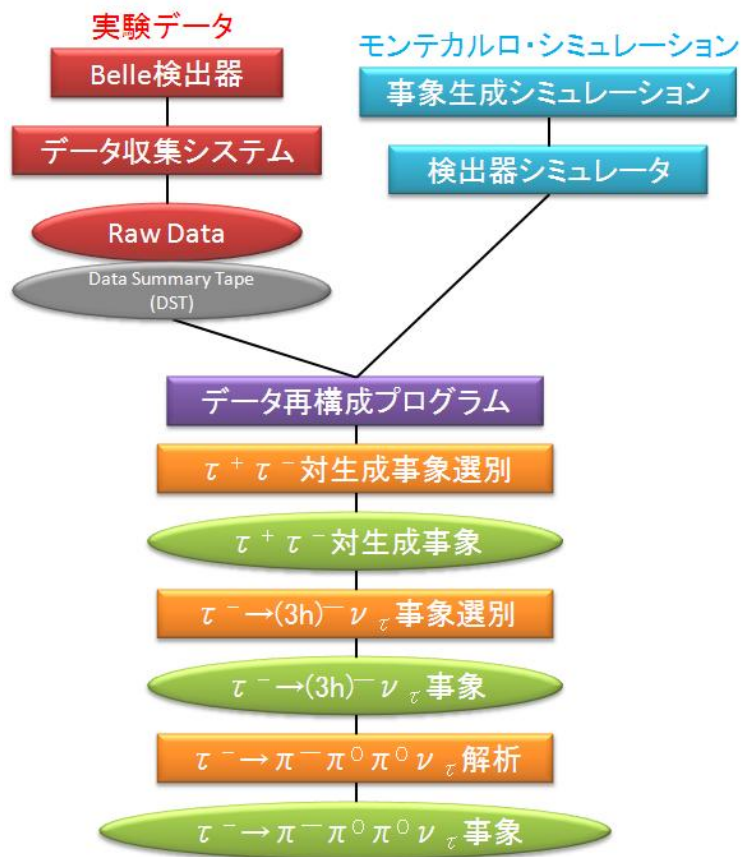 実験データ
Belle検出器
データ収集システム
Raw Data
Data Summary Tape
(DST)
モンテカルロ・シミュレーション
事象生成シミュレーション
検出器シミュレータ
データ再構成プログラム
τ⁺τ⁻対生成事象選別
τ⁺τ⁻対生成事象
τ⁻→(3h)⁻ν_τ事象選別
τ⁻→(3h)⁻ν_τ事象
τ⁻→π⁻π⁰π⁰ν_τ解析
τ⁻→π⁻π⁰π⁰ν_τ事象